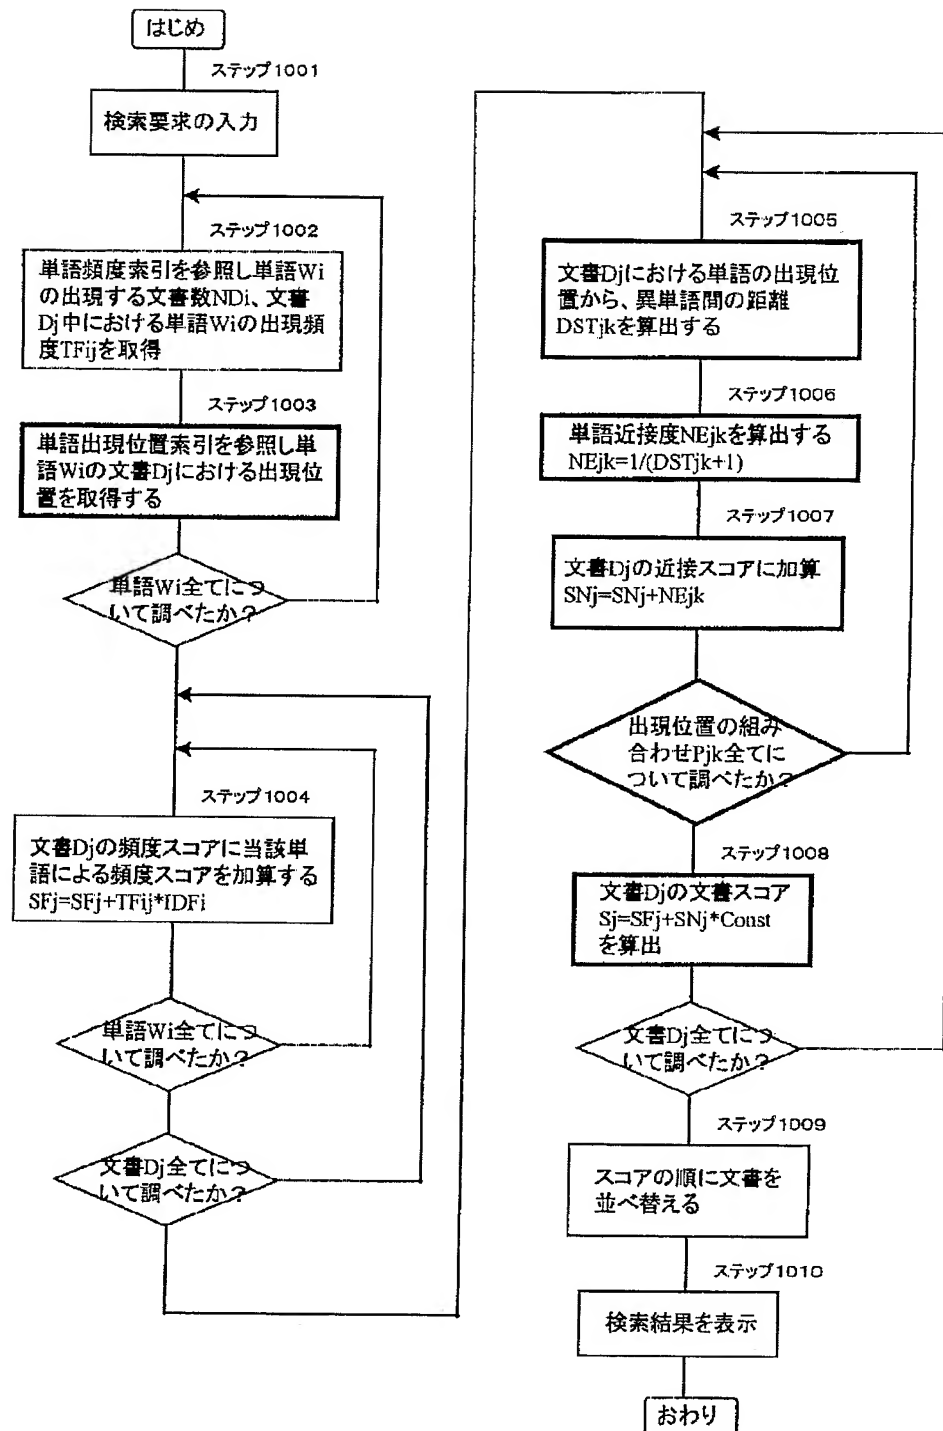 はじめ
ステップ1001
検索要求の入力
ステップ1002
単語頻度索引を参照し単語Wi
の出現する文書数NDi、文書
Dj中における単語Wiの出現頻
度TFijを取得
ステップ1003
単語出現位置索引を参照し単
語Wiの文書Djにおける出現位
置を取得する
単語Wi全てにつ
いて調べたか?
ステップ1004
文書Djの頻度スコアに当該単
語による頻度スコアを加算する
SFj=SFj+TFij*IDFi
単語Wi全てにつ
いて調べたか?
文書Dj全てにつ
いて調べたか?
ステップ1005
文書Djにおける単語の出現位
置から、異単語間の距離
DSTjkを算出する
ステップ1006
単語近接度NEjkを算出する
NEjk=1/(DSTjk+1)
ステップ1007
文書Djの近接スコアに加算
SNj=SNj+NEjk
出現位置の組み
合わせPjk全てに
ついて調べたか?
ステップ1008
文書Djの文書スコア
Sj=SFj+SNj*Const
を算出
文書Dj全てにつ
いて調べたか?
ステップ1009
スコアの順に文書を
並べ替える
ステップ1010
検索結果を表示
おわり